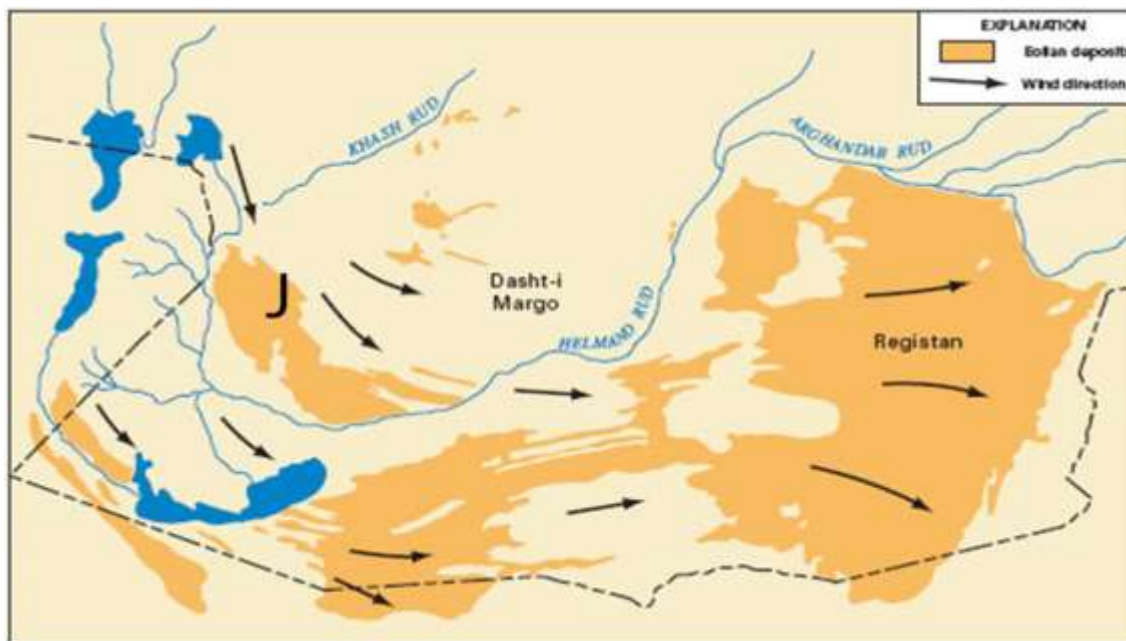 EXPLANATION
Eolian deposits
Wind direction
KHASH RUD
ARGHANDAB RUD
J
Dasht-i
Margo
HELMAND RUD
Registan